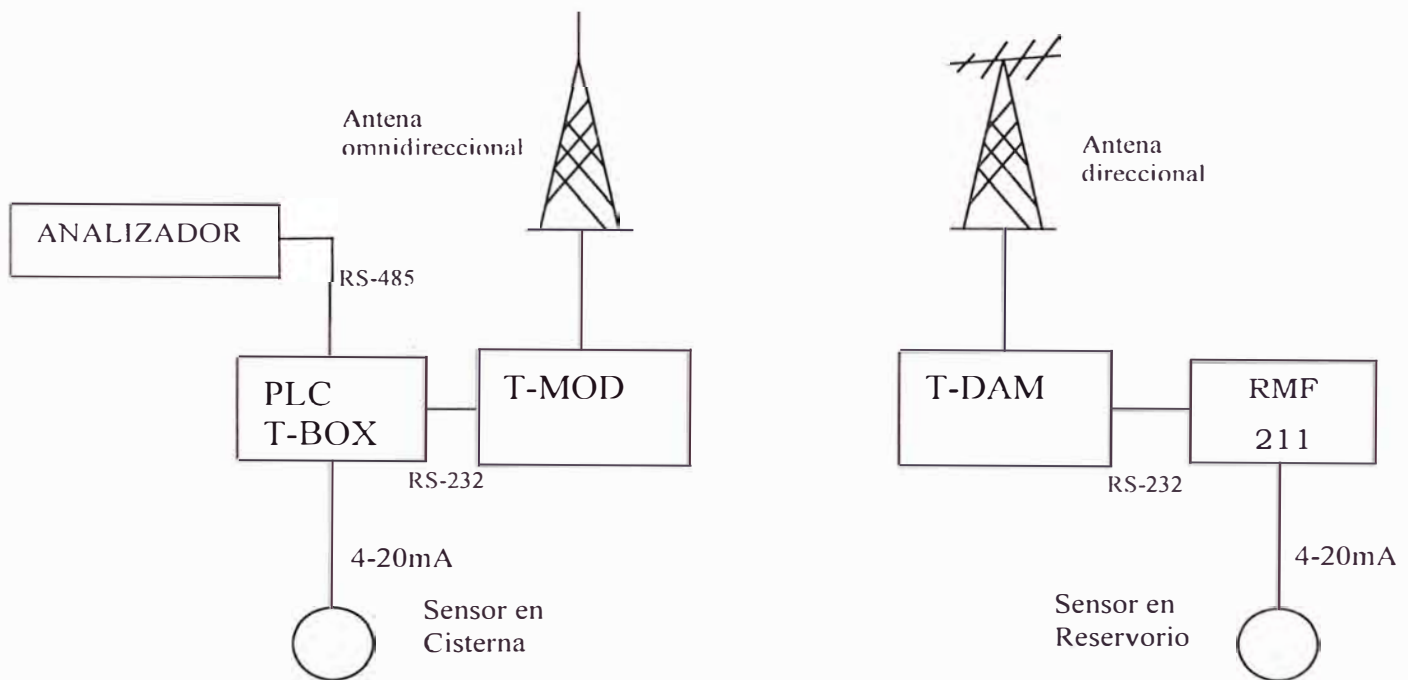 Antena
omnidireccional
Antena
direccional
ANALIZADOR
RS-485
PLC
T-BOX
T-MOD
RS-232
T-DAM
RMF
211
RS-232
4-20mA
Sensor en
Cisterna
4-20mA
Sensor en
Reservorio